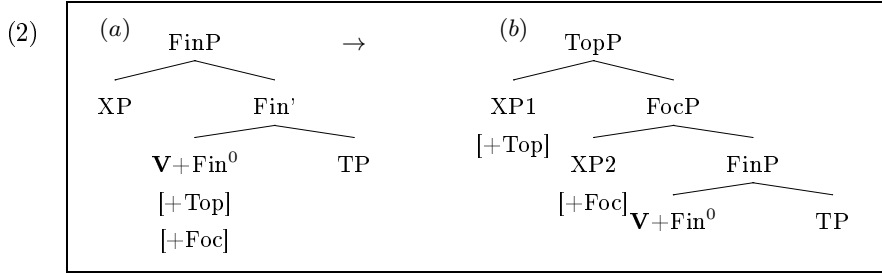 (2)
(a) → (b)
FinP TopP
XP Fin' XP1 FocP
[+Top]
V+Fin⁰ TP XP2 FinP
[+Top] [+Foc] V+Fin⁰ TP
[+Foc]